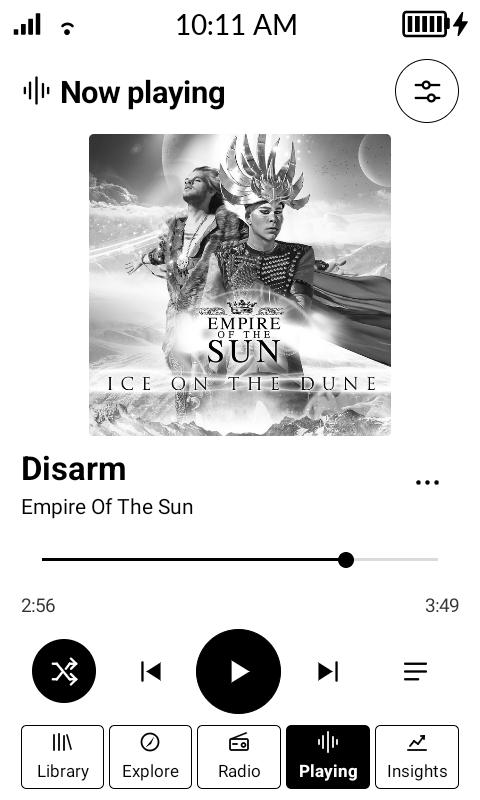 10:11 AM
Now playing
EMPIRE
OF THE
SUN
ICE ON THE DUNE
Disarm
Empire Of The Sun
2:56 3:49
Library Explore Radio Playing Insights